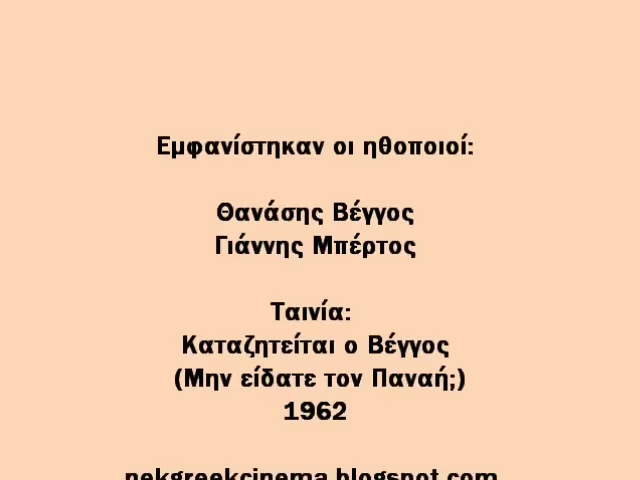 Εμφανίστηκαν οι ηθοποιοί:
Θανάσης Βέγγος
Γιάννης Μπέρτος
Ταινία:
Καταζητείται ο Βέγγος
(Μην είδατε τον Παναή;)
1962
nekgreekcinema.blogspot.com